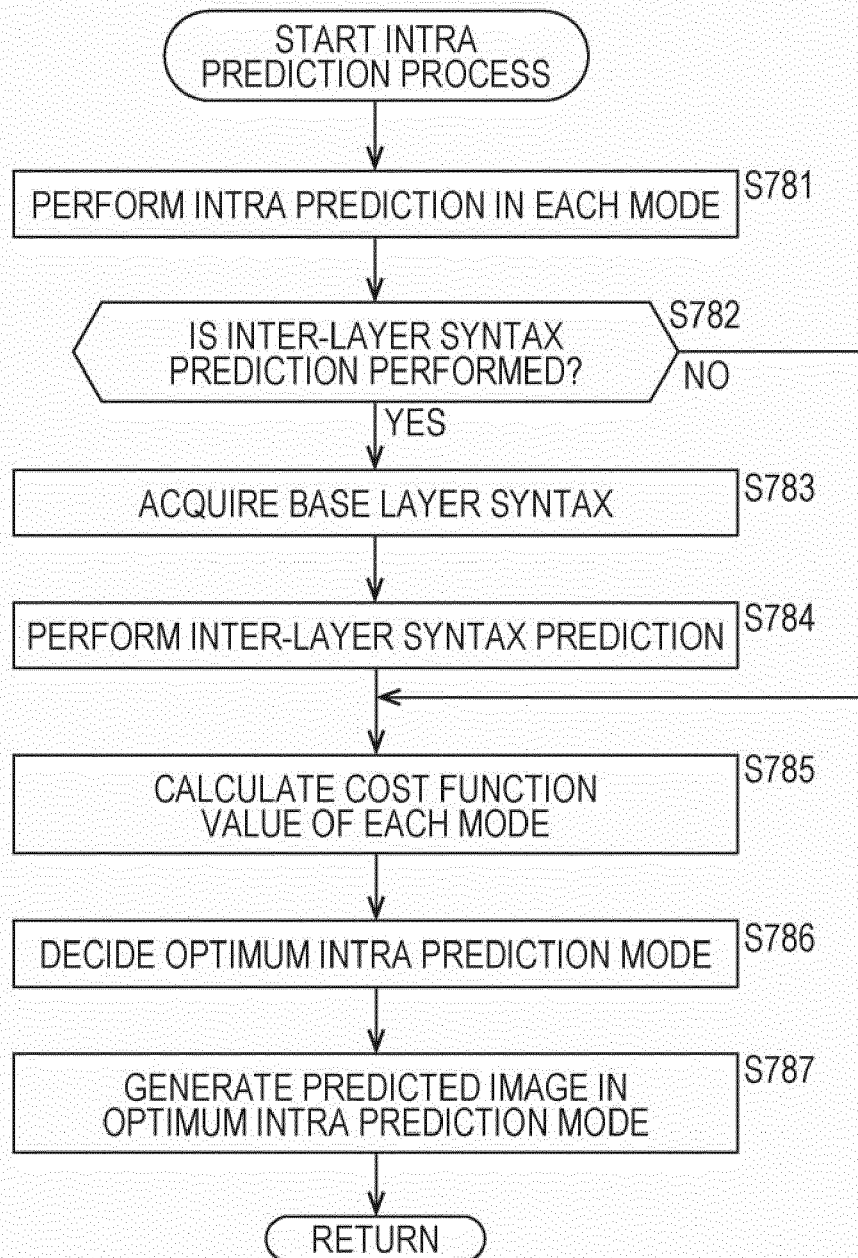 START INTRA
PREDICTION PROCESS
PERFORM INTRA PREDICTION IN EACH MODE
S781
IS INTER-LAYER SYNTAX
PREDICTION PERFORMED?
S782
NO
YES
ACQUIRE BASE LAYER SYNTAX
S783
PERFORM INTER-LAYER SYNTAX PREDICTION
S784
CALCULATE COST FUNCTION
VALUE OF EACH MODE
S785
DECIDE OPTIMUM INTRA PREDICTION MODE
S786
GENERATE PREDICTED IMAGE IN
OPTIMUM INTRA PREDICTION MODE
S787
RETURN